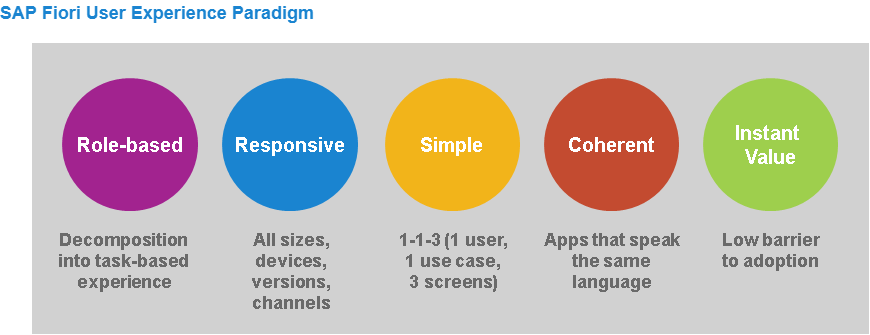 SAP Fiori User Experience Paradigm
Role-based
Responsive
Simple
Coherent
Instant
Value
Decomposition
into task-based
experience
All sizes,
devices,
versions,
channels
1-1-3 (1 user,
1 use case,
3 screens)
Apps that speak
the same
language
Low barrier
to adoption